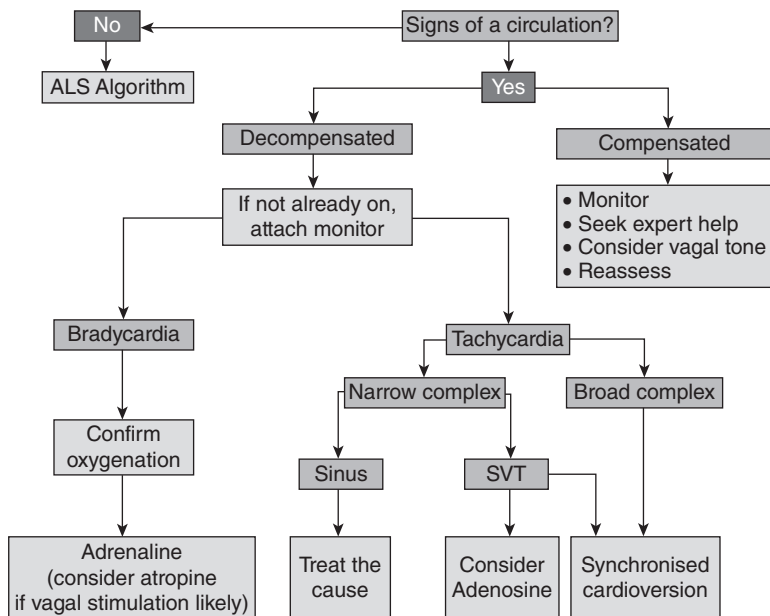 No
Signs of a circulation?
ALS Algorithm
Yes
Decompensated
Compensated
If not already on,
attach monitor
• Monitor
• Seek expert help
• Consider vagal tone
• Reassess
Bradycardia
Tachycardia
Narrow complex
Broad complex
Confirm
oxygenation
Sinus
SVT
Adrenaline
(consider atropine
if vagal stimulation likely)
Treat the
cause
Consider
Adenosine
Synchronised
cardioversion